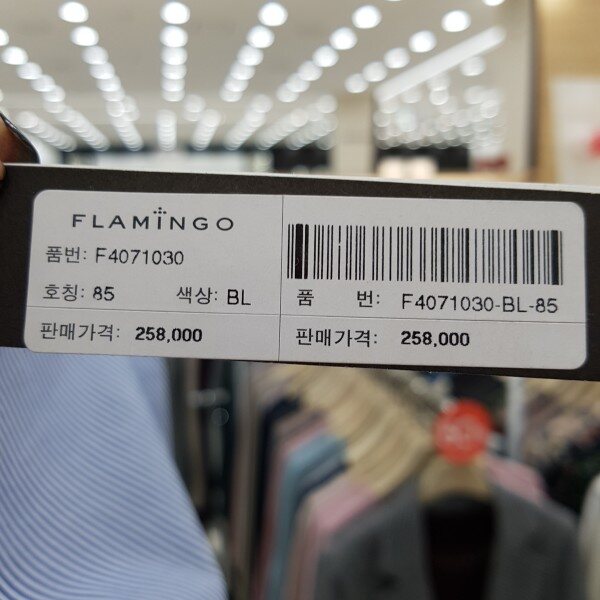 FLAMINGO
품번: F4071030
호칭: 85 색상: BL
판매가격: 258,000
품 번: F4071030-BL-85
판매가격: 258,000